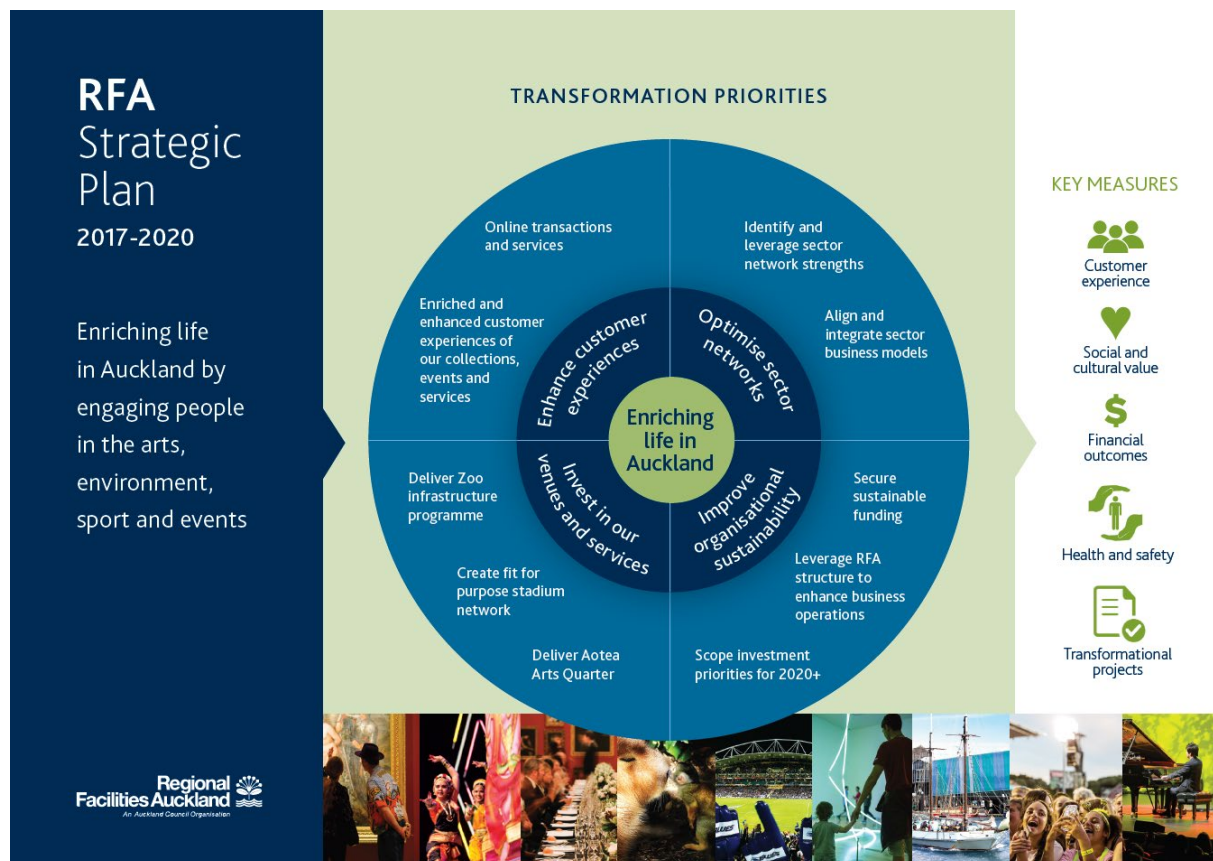 RFA
Strategic
Plan
2017-2020
Enriching life
in Auckland by
engaging people
in the arts,
environment,
sport and events
Regional
Facilities Auckland
An Auckland Council Organisation
TRANSFORMATION PRIORITIES
Online transactions
and services
Enriched and
enhanced customer
experiences of
our collections,
events and
services
Enhance customer
experiences
Identify and
leverage sector
network strengths
Align and
integrate sector
business models
Optimise sector
networks
Enriching
life in
Auckland
Deliver Zoo
infrastructure
programme
Create fit for
purpose stadium
network
Deliver Aotea
Arts Quarter
Invest in our
venues and services
Improve
organisational
sustainability
Secure
sustainable
funding
Leverage RFA
structure to
enhance business
operations
Scope investment
priorities for 2020+
KEY MEASURES
Customer
experience
Social and
cultural value
$
Financial
outcomes
Health and safety
Transformational
projects